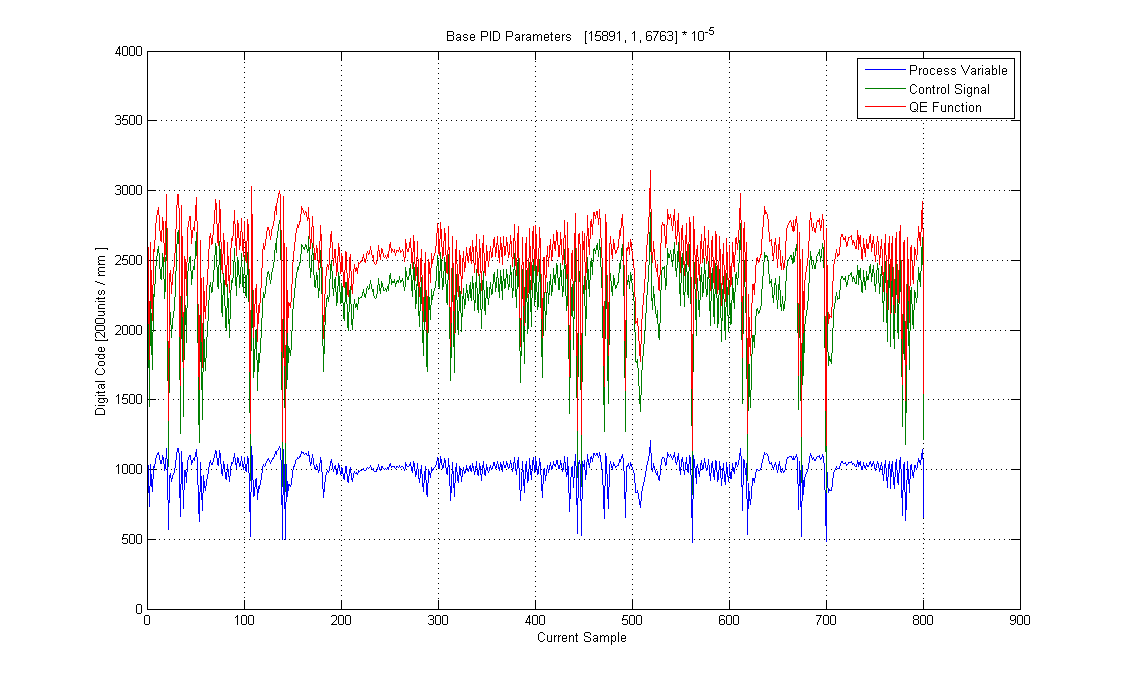 Base PID Parameters [15891, 1, 6763] * 10^-5
4000
3500
3000
2500
2000
1500
1000
500
0
Digital Code [200units / mm ]
Process Variable
Control Signal
QE Function
0 100 200 300 400 500 600 700 800 900
Current Sample